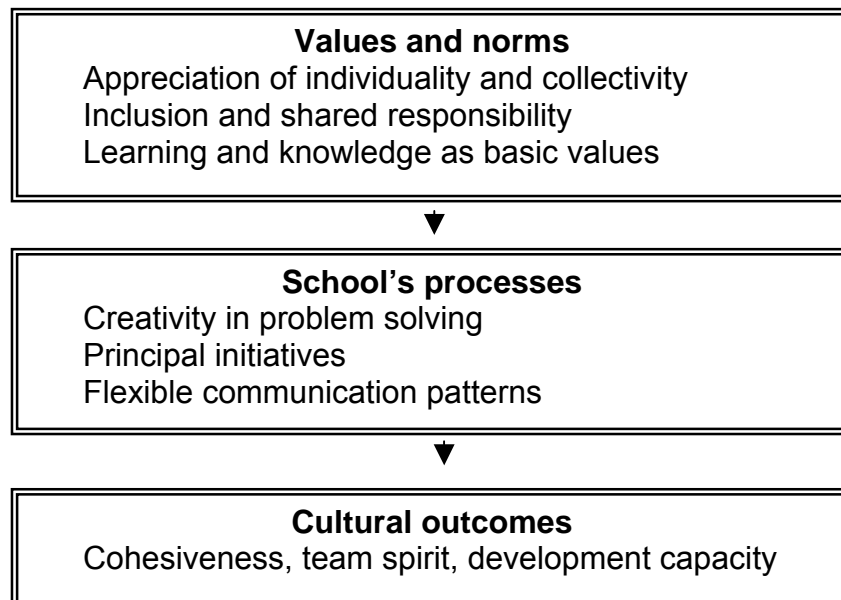 Values and norms
Appreciation of individuality and collectivity
Inclusion and shared responsibility
Learning and knowledge as basic values
School’s processes
Creativity in problem solving
Principal initiatives
Flexible communication patterns
Cultural outcomes
Cohesiveness, team spirit, development capacity